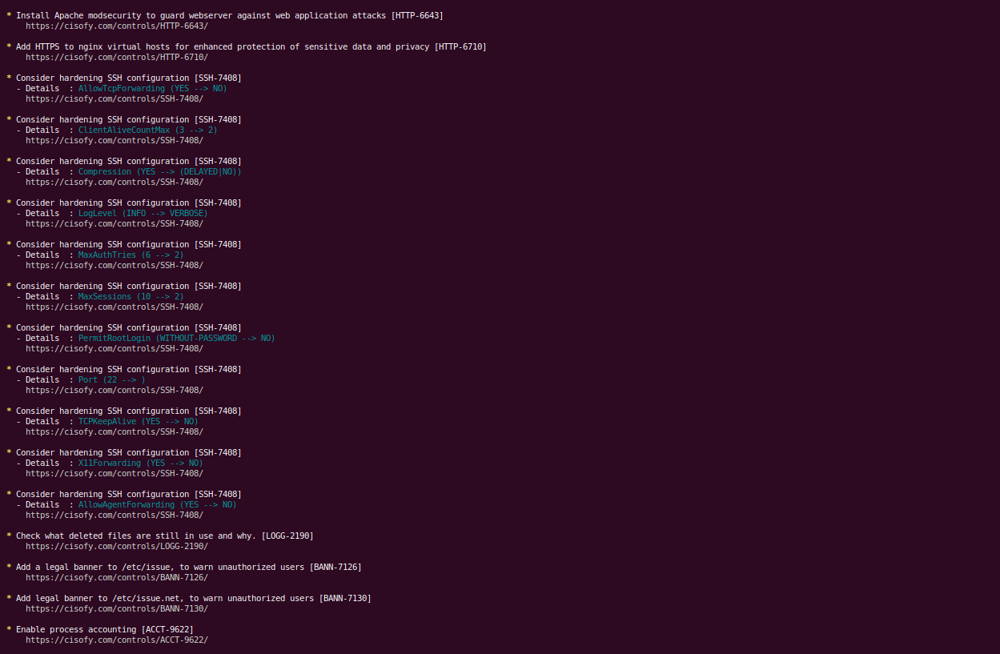 * Install Apache modsecurity to guard webserver against web application attacks [HTTP-6643]
https://cisofy.com/controls/HTTP-6643/
* Add HTTPS to nginx virtual hosts for enhanced protection of sensitive data and privacy [HTTP-6710]
https://cisofy.com/controls/HTTP-6710/
* Consider hardening SSH configuration [SSH-7408]
- Details  : AllowTcpForwarding (YES --> NO)
https://cisofy.com/controls/SSH-7408/
* Consider hardening SSH configuration [SSH-7408]
- Details  : ClientAliveCountMax (3 --> 2)
https://cisofy.com/controls/SSH-7408/
* Consider hardening SSH configuration [SSH-7408]
- Details  : Compression (YES --> (DELAYED|NO))
https://cisofy.com/controls/SSH-7408/
* Consider hardening SSH configuration [SSH-7408]
- Details  : LogLevel (INFO --> VERBOSE)
https://cisofy.com/controls/SSH-7408/
* Consider hardening SSH configuration [SSH-7408]
- Details  : MaxAuthTries (6 --> 2)
https://cisofy.com/controls/SSH-7408/
* Consider hardening SSH configuration [SSH-7408]
- Details  : MaxSessions (10 --> 2)
https://cisofy.com/controls/SSH-7408/
* Consider hardening SSH configuration [SSH-7408]
- Details  : PermitRootLogin (WITHOUT-PASSWORD --> NO)
https://cisofy.com/controls/SSH-7408/
* Consider hardening SSH configuration [SSH-7408]
- Details  : Port (22 --> )
https://cisofy.com/controls/SSH-7408/
* Consider hardening SSH configuration [SSH-7408]
- Details  : TCPKeepAlive (YES --> NO)
https://cisofy.com/controls/SSH-7408/
* Consider hardening SSH configuration [SSH-7408]
- Details  : X11Forwarding (YES --> NO)
https://cisofy.com/controls/SSH-7408/
* Consider hardening SSH configuration [SSH-7408]
- Details  : AllowAgentForwarding (YES --> NO)
https://cisofy.com/controls/SSH-7408/
* Check what deleted files are still in use and why. [LOGG-2190]
https://cisofy.com/controls/LOGG-2190/
* Add a legal banner to /etc/issue, to warn unauthorized users [BANN-7126]
https://cisofy.com/controls/BANN-7126/
* Add legal banner to /etc/issue.net, to warn unauthorized users [BANN-7130]
https://cisofy.com/controls/BANN-7130/
* Enable process accounting [ACCT-9622]
https://cisofy.com/controls/ACCT-9622/